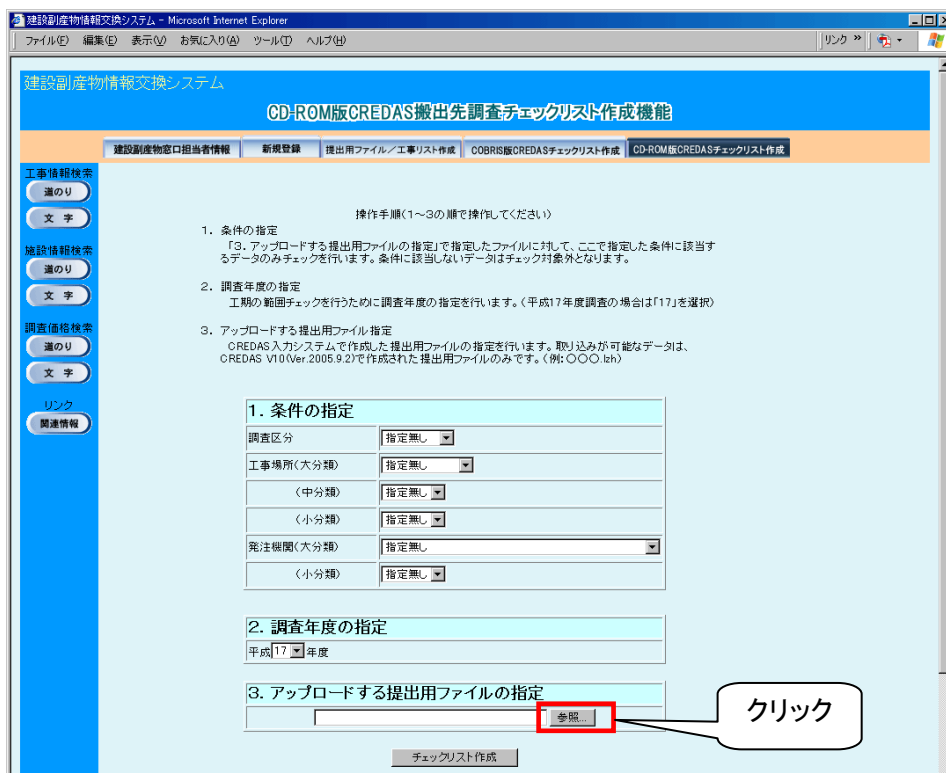 建設副産物情報交換システム - Microsoft Internet Explorer
ファイル(F) 編集(E) 表示(V) お気に入り(A) ツール(T) ヘルプ(H)
リンク »
建設副産物情報交換システム
CD-ROM版CREDAS搬出先調査チェックリスト作成機能
建設副産物窓口担当者情報 新規登録 提出用ファイル/工事リスト作成 COBRIS版CREDASチェックリスト作成 CD-ROM版CREDASチェックリスト作成
工事情報検索
道のり
文 字
施設情報検索
道のり
文 字
調査価格検索
道のり
文 字
リンク
関連情報
操作手順(1~3の順で操作してください)
1. 条件の指定
「3. アップロードする提出用ファイルの指定」で指定したファイルに対して、ここで指定した条件に該当す
るデータのみチェックを行います。条件に該当しないデータはチェック対象外となります。
2. 調査年度の指定
工期の範囲チェックを行うために調査年度の指定を行います。(平成17年度調査の場合は「17」を選択)
3. アップロードする提出用ファイル指定
CREDAS入力システムで作成した提出用ファイルの指定を行います。取り込みが可能なデータは、
CREDAS V10(Ver.2005.9.2)で作成された提出用ファイルのみです。(例:〇〇〇.lzh)
1. 条件の指定
調査区分 指定無し
工事場所(大分類) 指定無し
(中分類) 指定無し
(小分類) 指定無し
発注機関(大分類) 指定無し
(小分類) 指定無し
2. 調査年度の指定
平成 17 年度
3. アップロードする提出用ファイルの指定
参照...
クリック
チェックリスト作成